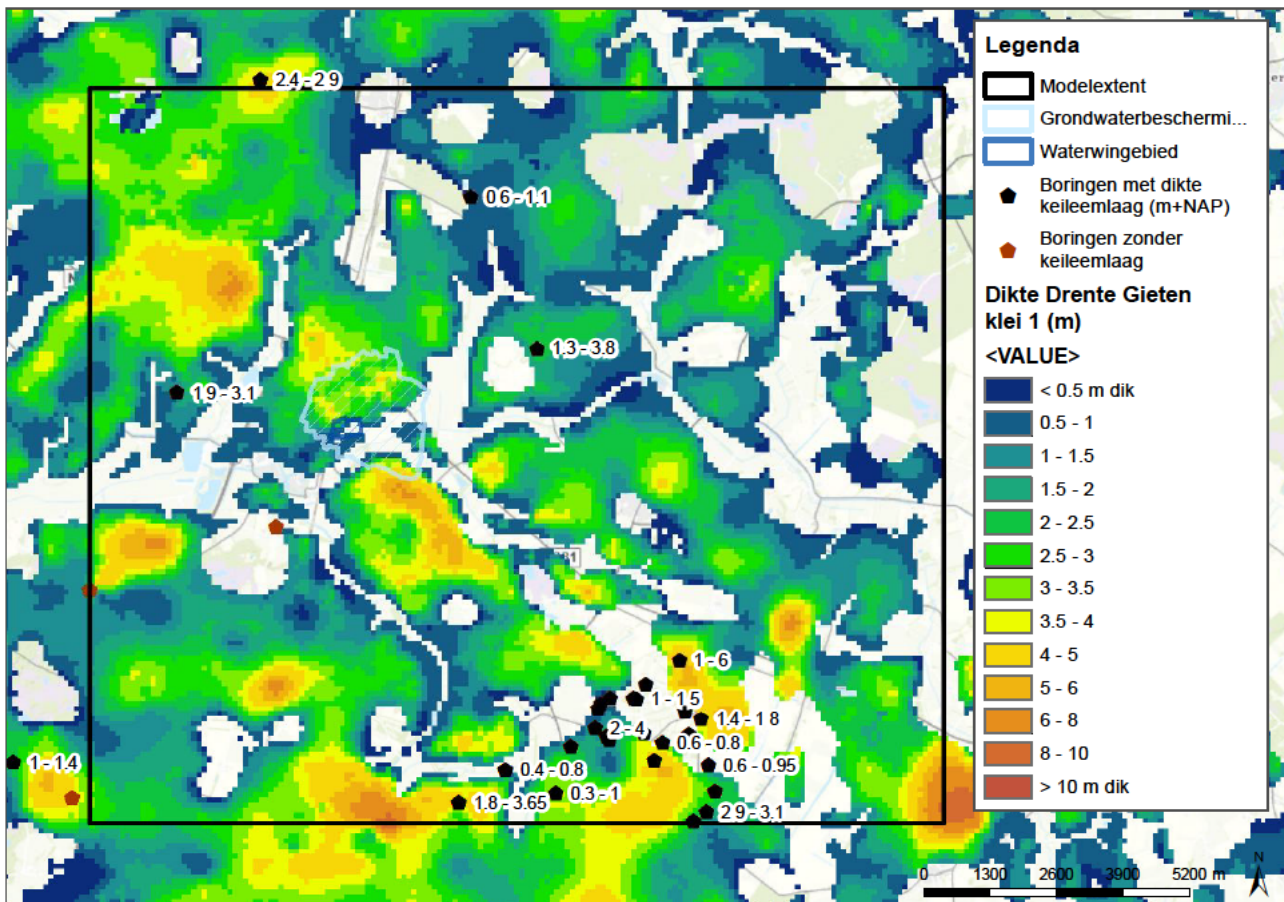 Legenda
Modelextent
Grondwaterbeschermi...
Waterwingebied
Boringen met dikte
keileemlaag (m+NAP)
Boringen zonder
keileemlaag
Dikte Drente Gieten
klei 1 (m)
<VALUE>
< 0.5 m dik
0.5 - 1
1 - 1.5
1.5 - 2
2 - 2.5
2.5 - 3
3 - 3.5
3.5 - 4
4 - 5
5 - 6
6 - 8
8 - 10
> 10 m dik
2.4 - 2.9
0.6 - 1.1
1.3 - 3.8
1.9 - 3.1
1 - 6
1 - 1.5
1.4 - 1.8
2 - 4
0.6 - 0.8
0.6 - 0.95
1 - 1.4
0.4 - 0.8
0.3 - 1
1.8 - 3.65
2.9 - 3.1
N
0 1300 2600 3900 5200 m